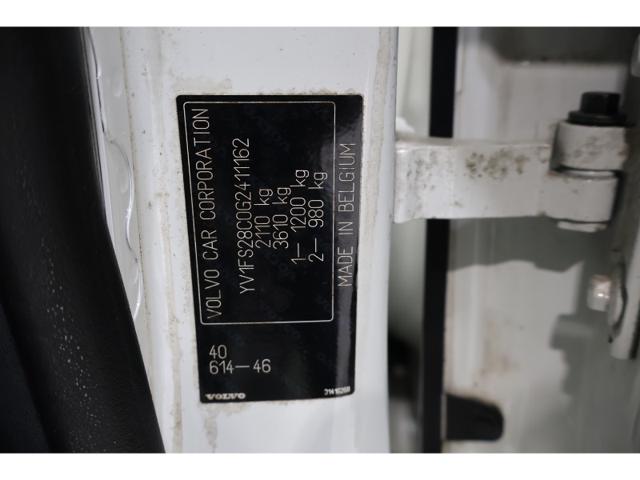 VOLVO CAR CORPORATION
YV1FS28C0G2411162
2110 kg
3610 kg
1– 1200 kg
2– 980 kg
MADE IN BELGIUM
40
614–46
VOLVO